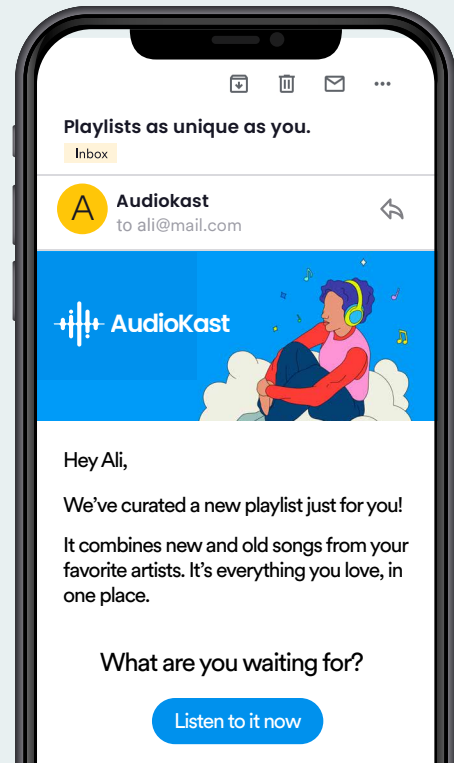 Playlists as unique as you.
Inbox
A
Audiokast
to ali@mail.com
AudioKast
Hey Ali,
We’ve curated a new playlist just for you!
It combines new and old songs from your
favorite artists. It’s everything you love, in
one place.
What are you waiting for?
Listen to it now